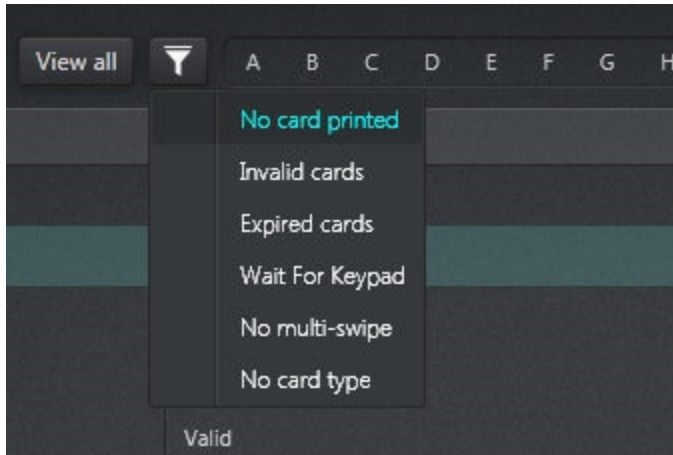 View all A B C D E F G H
No card printed
Invalid cards
Expired cards
Wait For Keypad
No multi-swipe
No card type
Valid